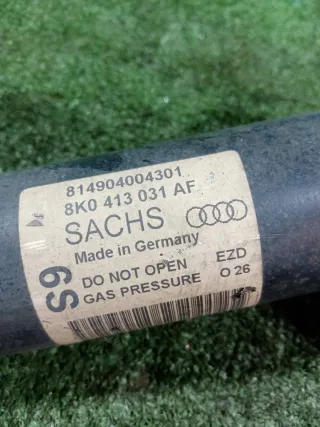 814904004301
8K0 413 031 AF
SACHS
Made in Germany
DO NOT OPEN EZD
GAS PRESSURE O 26
S9